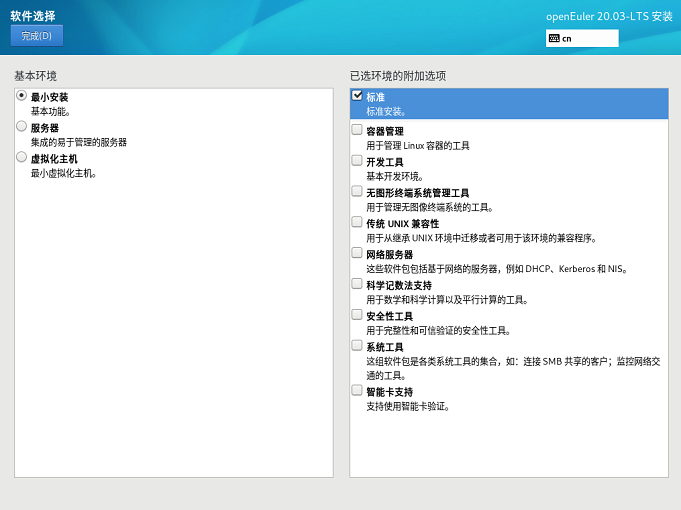 软件选择
openEuler 20.03-LTS 安装
完成(D)
cn
基本环境
最小安装
基本功能。
服务器
集成的易于管理的服务器
虚拟化主机
最小虚拟化主机。
已选环境的附加选项
标准
标准安装。
容器管理
用于管理 Linux 容器的工具
开发工具
基本开发环境。
无图形终端系统管理工具
用于管理无图像终端系统的工具。
传统 UNIX 兼容性
用于从继承 UNIX 环境中迁移或者可用于该环境的兼容程序。
网络服务器
这些软件包包括基于网络的服务器，例如 DHCP、Kerberos 和 NIS。
科学记数法支持
用于数学和科学计算以及平行计算的工具。
安全性工具
用于完整性和可信验证的安全性工具。
系统工具
这组软件包是各类系统工具的集合，如：连接 SMB 共享的客户；监控网络交
通的工具。
智能卡支持
支持使用智能卡验证。